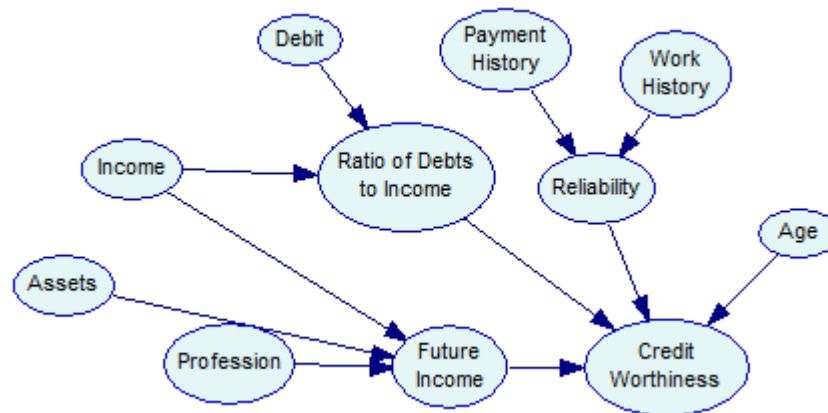 Debit
Payment
History
Work
History
Income
Ratio of Debts
to Income
Reliability
Age
Assets
Profession
Future
Income
Credit
Worthiness